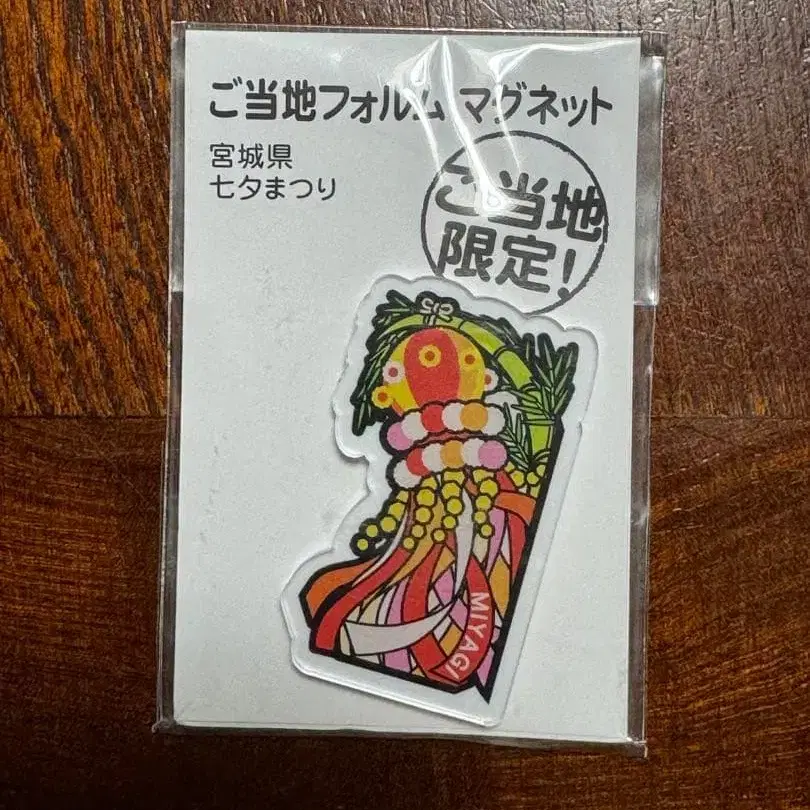 ご当地フォルム マグネット
宮城県
七夕まつり
ご当地
限定!
MIYAGI